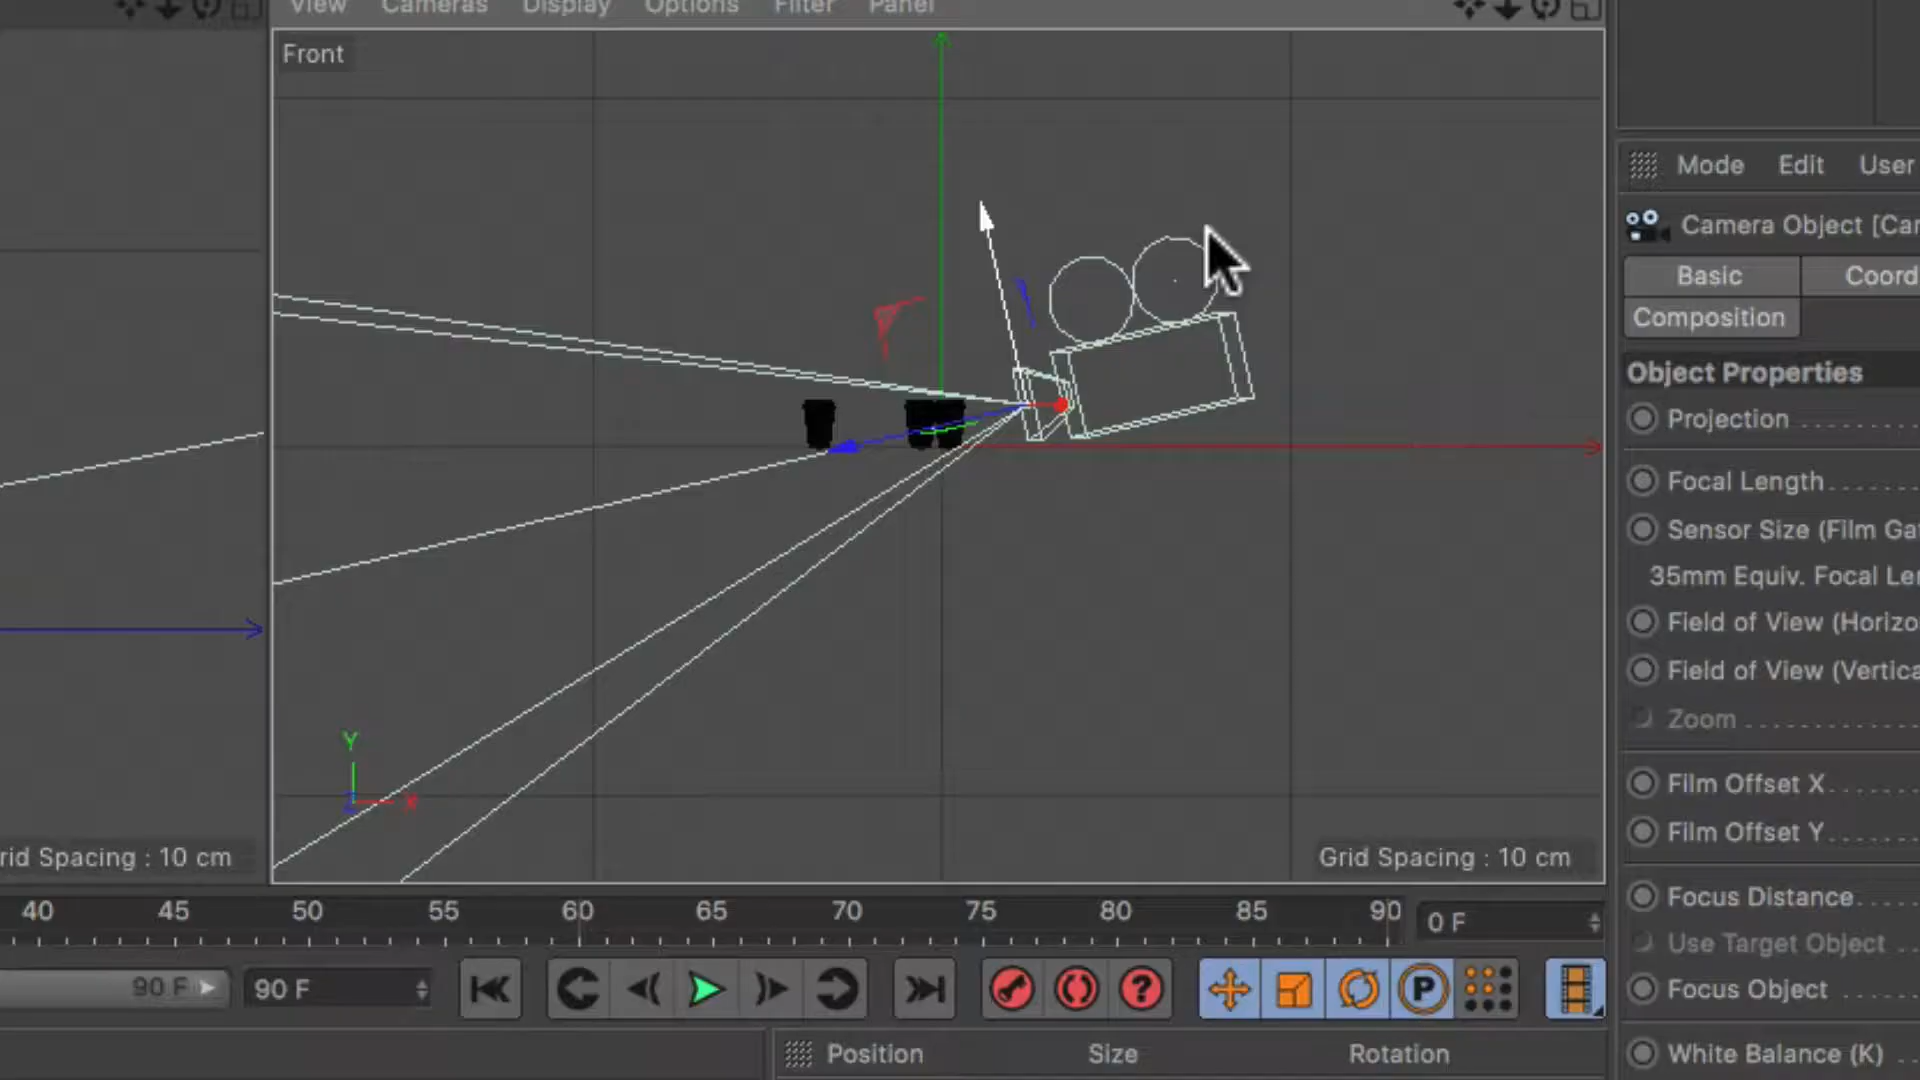 View Cameras Display Options Filter Panel
Front
Y
Z X
rid Spacing : 10 cm
Grid Spacing : 10 cm
40 45 50 55 60 65 70 75 80 85 90
0 F
90 F
90 F
P
Position Size Rotation
Mode Edit User
Camera Object [Car
Basic
Coord
Composition
Object Properties
Projection
Focal Length
Sensor Size (Film Ga
35mm Equiv. Focal Le
Field of View (Horizo
Field of View (Vertica
Zoom
Film Offset X
Film Offset Y
Focus Distance
Use Target Object
Focus Object
White Balance (K)